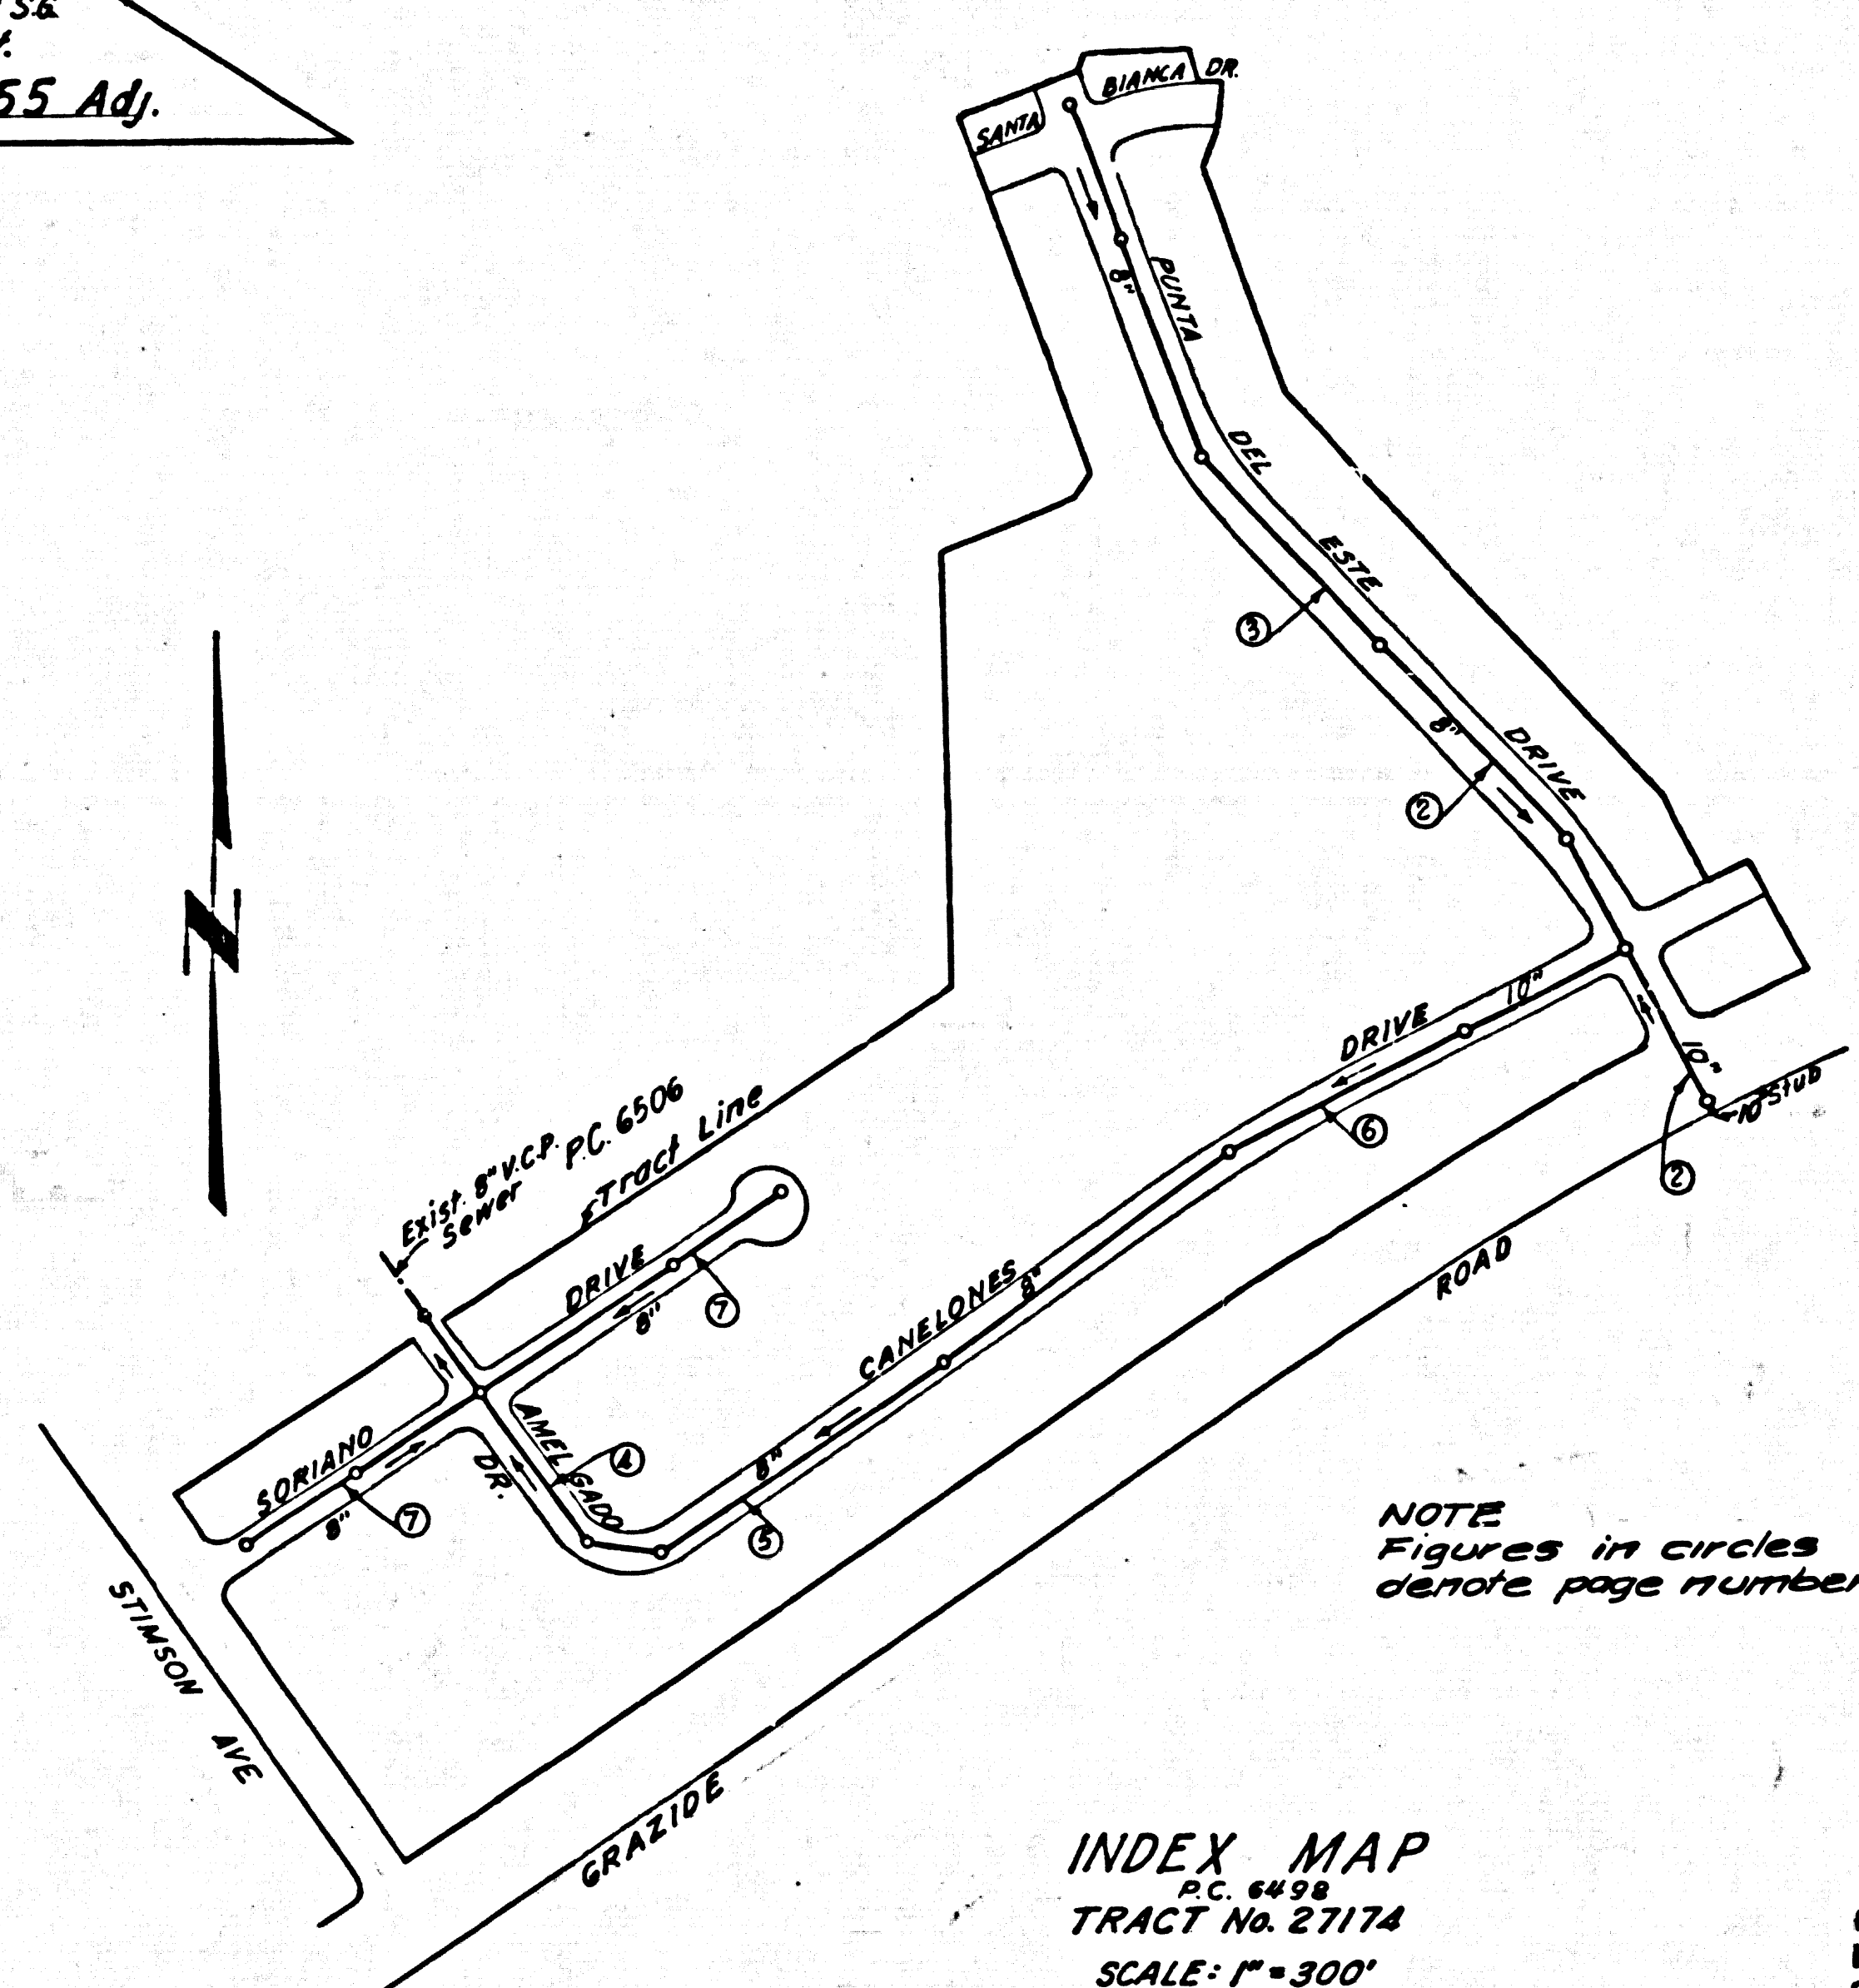 S.G.
55 Adj.
SANTA BIANCA DR.
8"
PUNTA DEL ESTE DRIVE
3
8"
2
10"
DRIVE
10"
10" Stub
6
2
Exist. 8" V.C.P. P.C. 6506
Sewer
Tract Line
DRIVE
8"
7
CANELONES
8"
ROAD
SORIANO
8"
7
AMELGADO
DR.
4
8"
5
N
STIMSON AVE
GRAZIDE
NOTE
Figures in circles
denote page number
INDEX MAP
P.C. 6498
TRACT No. 27174
SCALE: 1" = 300'